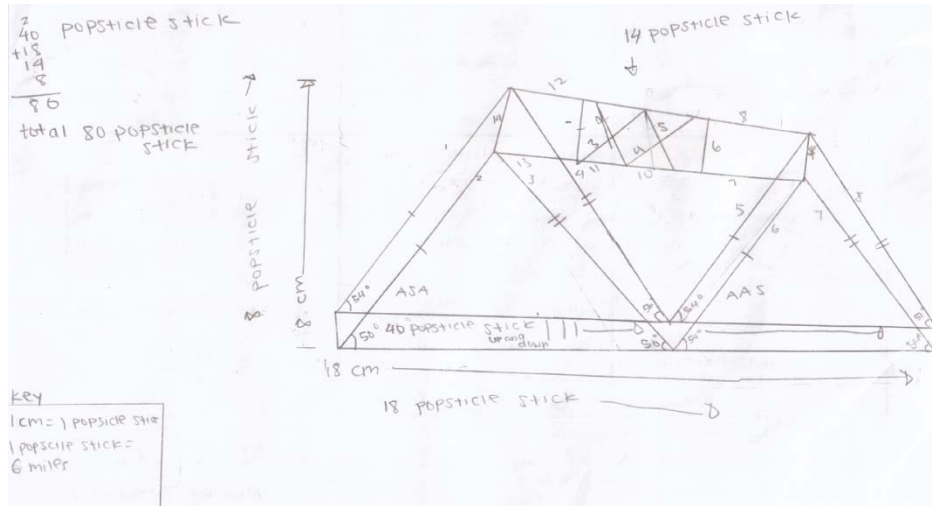 2
40 popsticle stick
+18
14
8
80
total 80 popsticle
stick
8 popsticle stick
8 cm
14 popsticle stick
12
8
14
13
3
5
4
6
4
11
10
7
2
3
5
6
7
8
54°
ASA
54°
AAS
50°
40 popsticle stick
up and
down
50°
18 cm
18 popsticle stick
key
1 cm = 1 popsicle stic
1 popscile stick =
6 miles